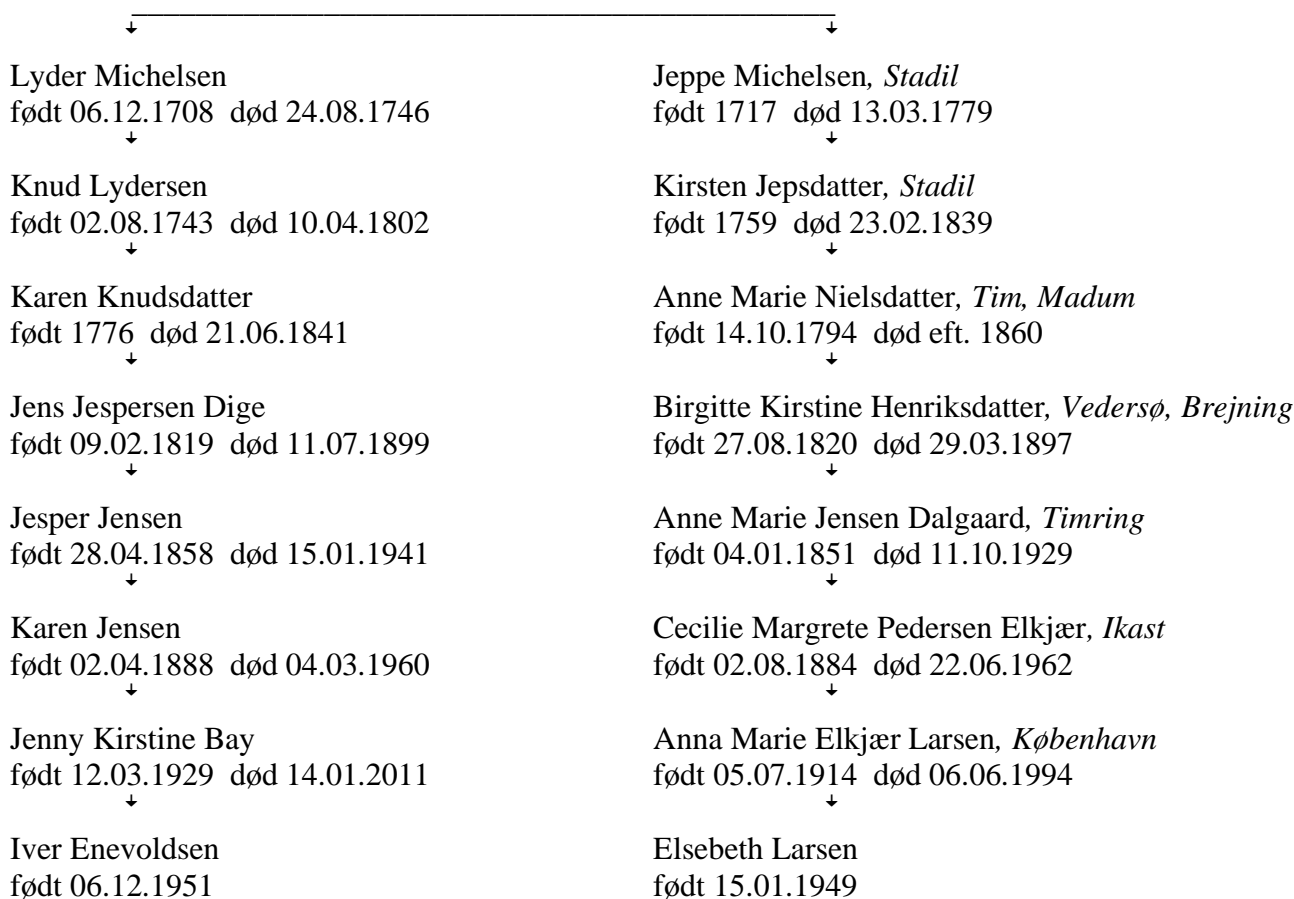 Lyder Michelsen
født 06.12.1708 død 24.08.1746
Knud Lydersen
født 02.08.1743 død 10.04.1802
Karen Knudsdatter
født 1776 død 21.06.1841
Jens Jespersen Dige
født 09.02.1819 død 11.07.1899
Jesper Jensen
født 28.04.1858 død 15.01.1941
Karen Jensen
født 02.04.1888 død 04.03.1960
Jenny Kirstine Bay
født 12.03.1929 død 14.01.2011
Iver Enevoldsen
født 06.12.1951
Jeppe Michelsen, Stadil
født 1717 død 13.03.1779
Kirsten Jepsdatter, Stadil
født 1759 død 23.02.1839
Anne Marie Nielsdatter, Tim, Madum
født 14.10.1794 død eft. 1860
Birgitte Kirstine Henriksdatter, Vedersø, Brejning
født 27.08.1820 død 29.03.1897
Anne Marie Jensen Dalgaard, Timring
født 04.01.1851 død 11.10.1929
Cecilie Margrete Pedersen Elkjær, Ikast
født 02.08.1884 død 22.06.1962
Anna Marie Elkjær Larsen, København
født 05.07.1914 død 06.06.1994
Elsebeth Larsen
født 15.01.1949